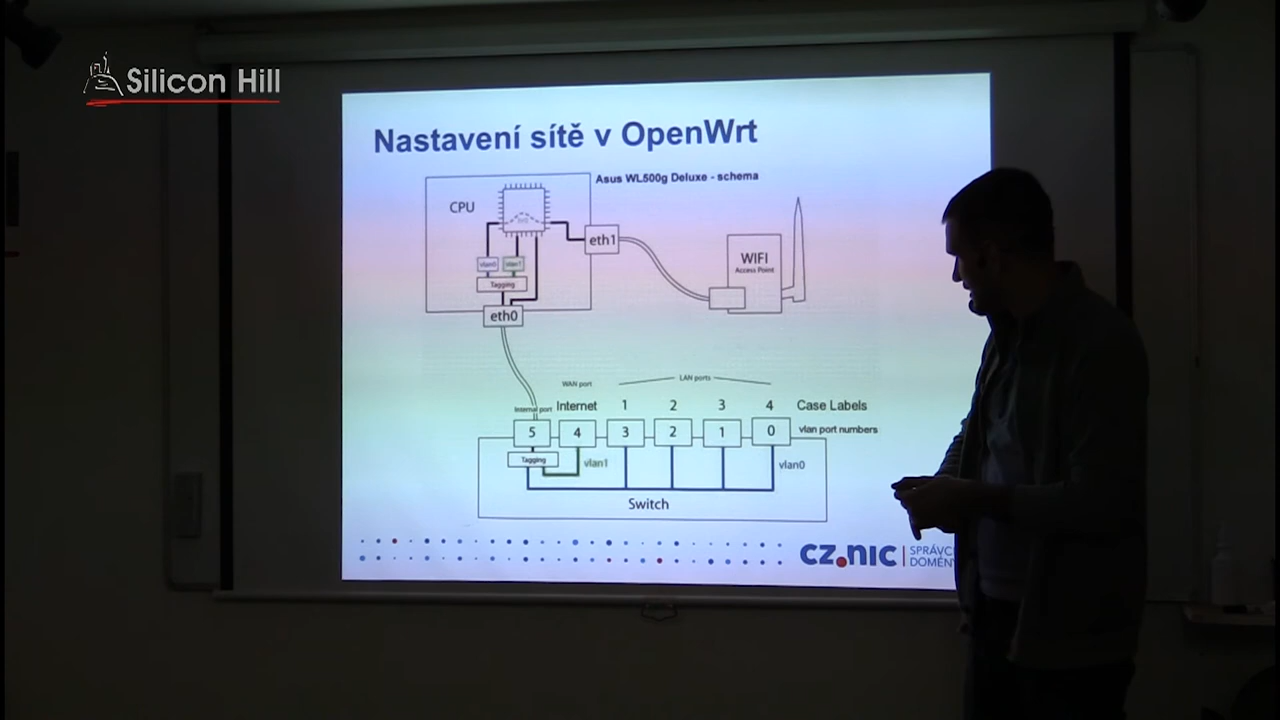 Silicon Hill
Nastavení sítě v OpenWrt
Asus WL500g Deluxe - schema
CPU
eth1
WIFI
Access Point
vlan0 vlan1
Tagging
eth0
WAN port LAN ports
Internal port Internet 1 2 3 4 Case Labels
5 4 3 2 1 0 vlan port numbers
Tagging vlan1 vlan0
Switch
CZ.NIC SPRÁVC
DOMÉN